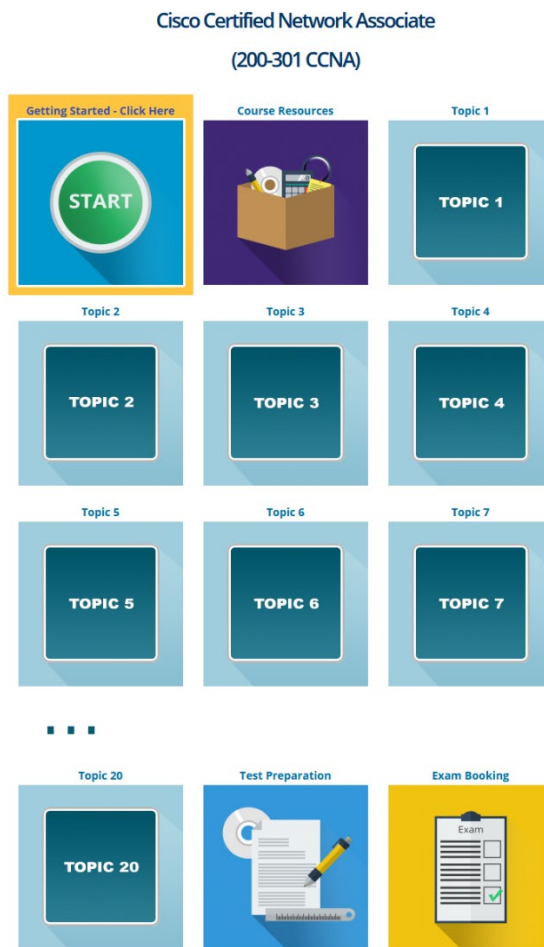 Cisco Certified Network Associate
(200-301 CCNA)
Getting Started - Click Here
Course Resources
Topic 1
START
TOPIC 1
Topic 2
Topic 3
Topic 4
TOPIC 2
TOPIC 3
TOPIC 4
Topic 5
Topic 6
Topic 7
TOPIC 5
TOPIC 6
TOPIC 7
...
Topic 20
Test Preparation
Exam Booking
TOPIC 20
Exam